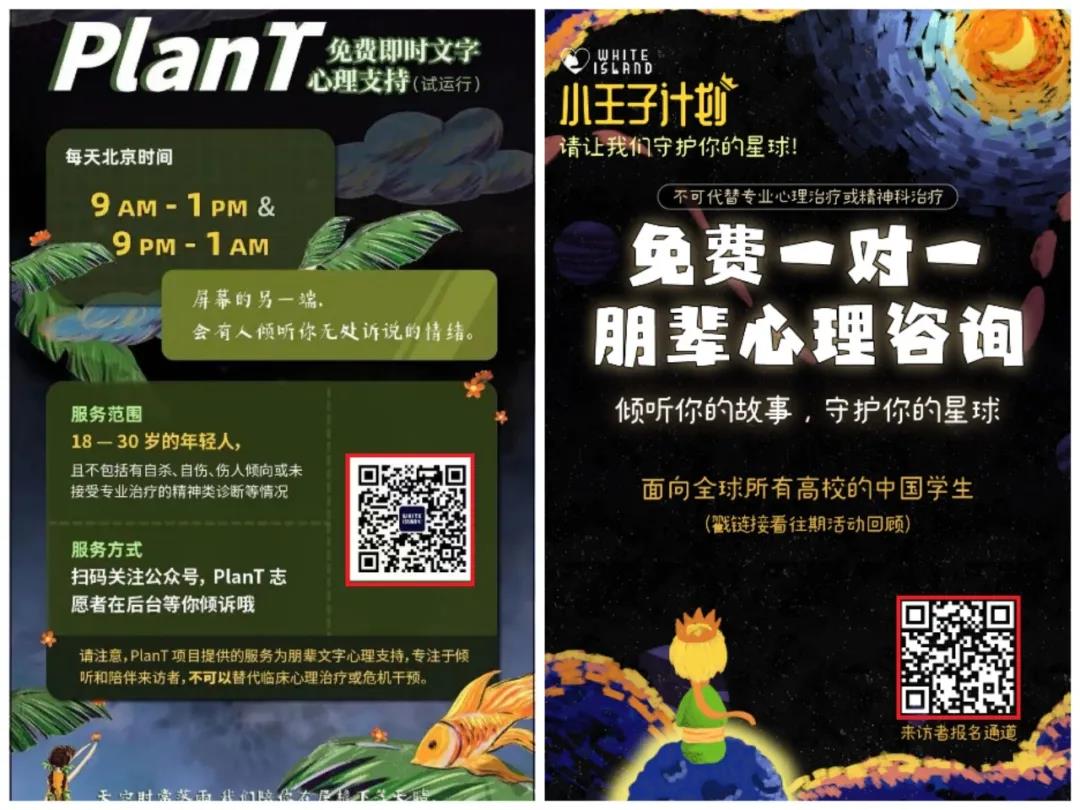 PlanT 免费即时文字
心理支持(试运行)
每天北京时间
9 AM - 1 PM &
9 PM - 1 AM
屏幕的另一端,
会有人倾听你无处诉说的情绪。
服务范围
18 — 30 岁的年轻人,
且不包括有自杀、自伤、伤人倾向或未
接受专业治疗的精神类诊断等情况
WHITE
ISLAND
服务方式
扫码关注公众号, PlanT 志
愿者在后台等你倾诉哦
请注意,PlanT 项目提供的服务为朋辈文字心理支持,专注于倾
听和陪伴来访者,不可以替代临床心理治疗或危机干预。
WHITE
ISLAND
小王子计划
请让我们守护你的星球!
不可代替专业心理治疗或精神科治疗
免费一对一
朋辈心理咨询
倾听你的故事,守护你的星球
面向全球所有高校的中国学生
(戳链接看往期活动回顾)
来访者报名通道